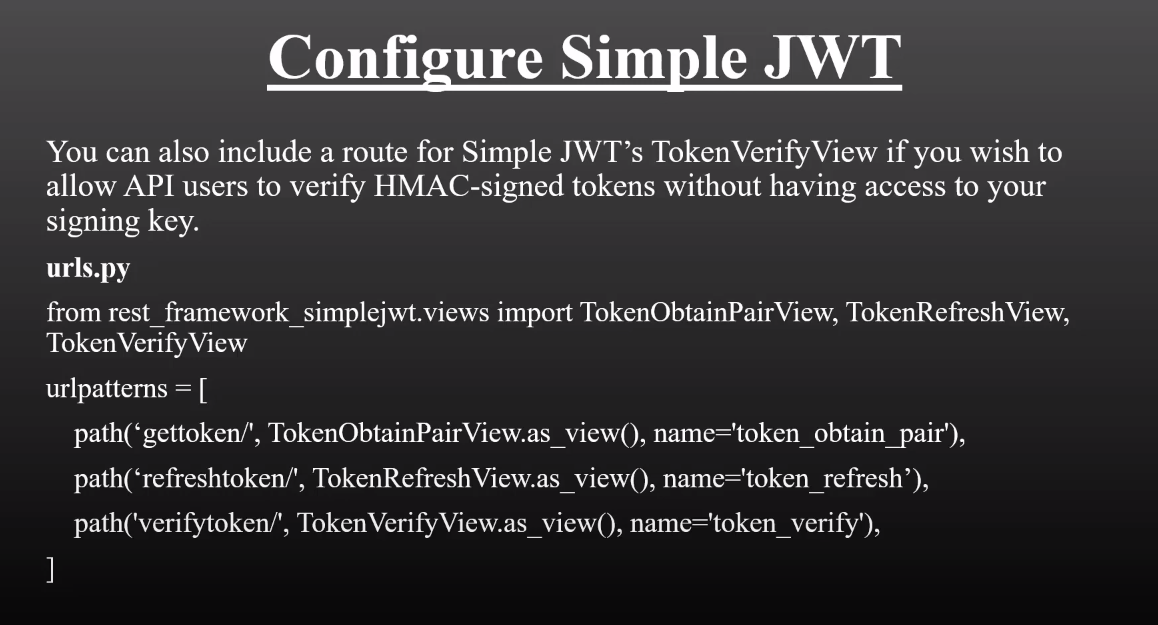 Configure Simple JWT
You can also include a route for Simple JWT’s TokenVerifyView if you wish to
allow API users to verify HMAC-signed tokens without having access to your
signing key.
urls.py
from rest_framework_simplejwt.views import TokenObtainPairView, TokenRefreshView,
TokenVerifyView
urlpatterns = [
path(‘gettoken/', TokenObtainPairView.as_view(), name='token_obtain_pair'),
path(‘refreshtoken/', TokenRefreshView.as_view(), name='token_refresh’),
path('verifytoken/', TokenVerifyView.as_view(), name='token_verify'),
]